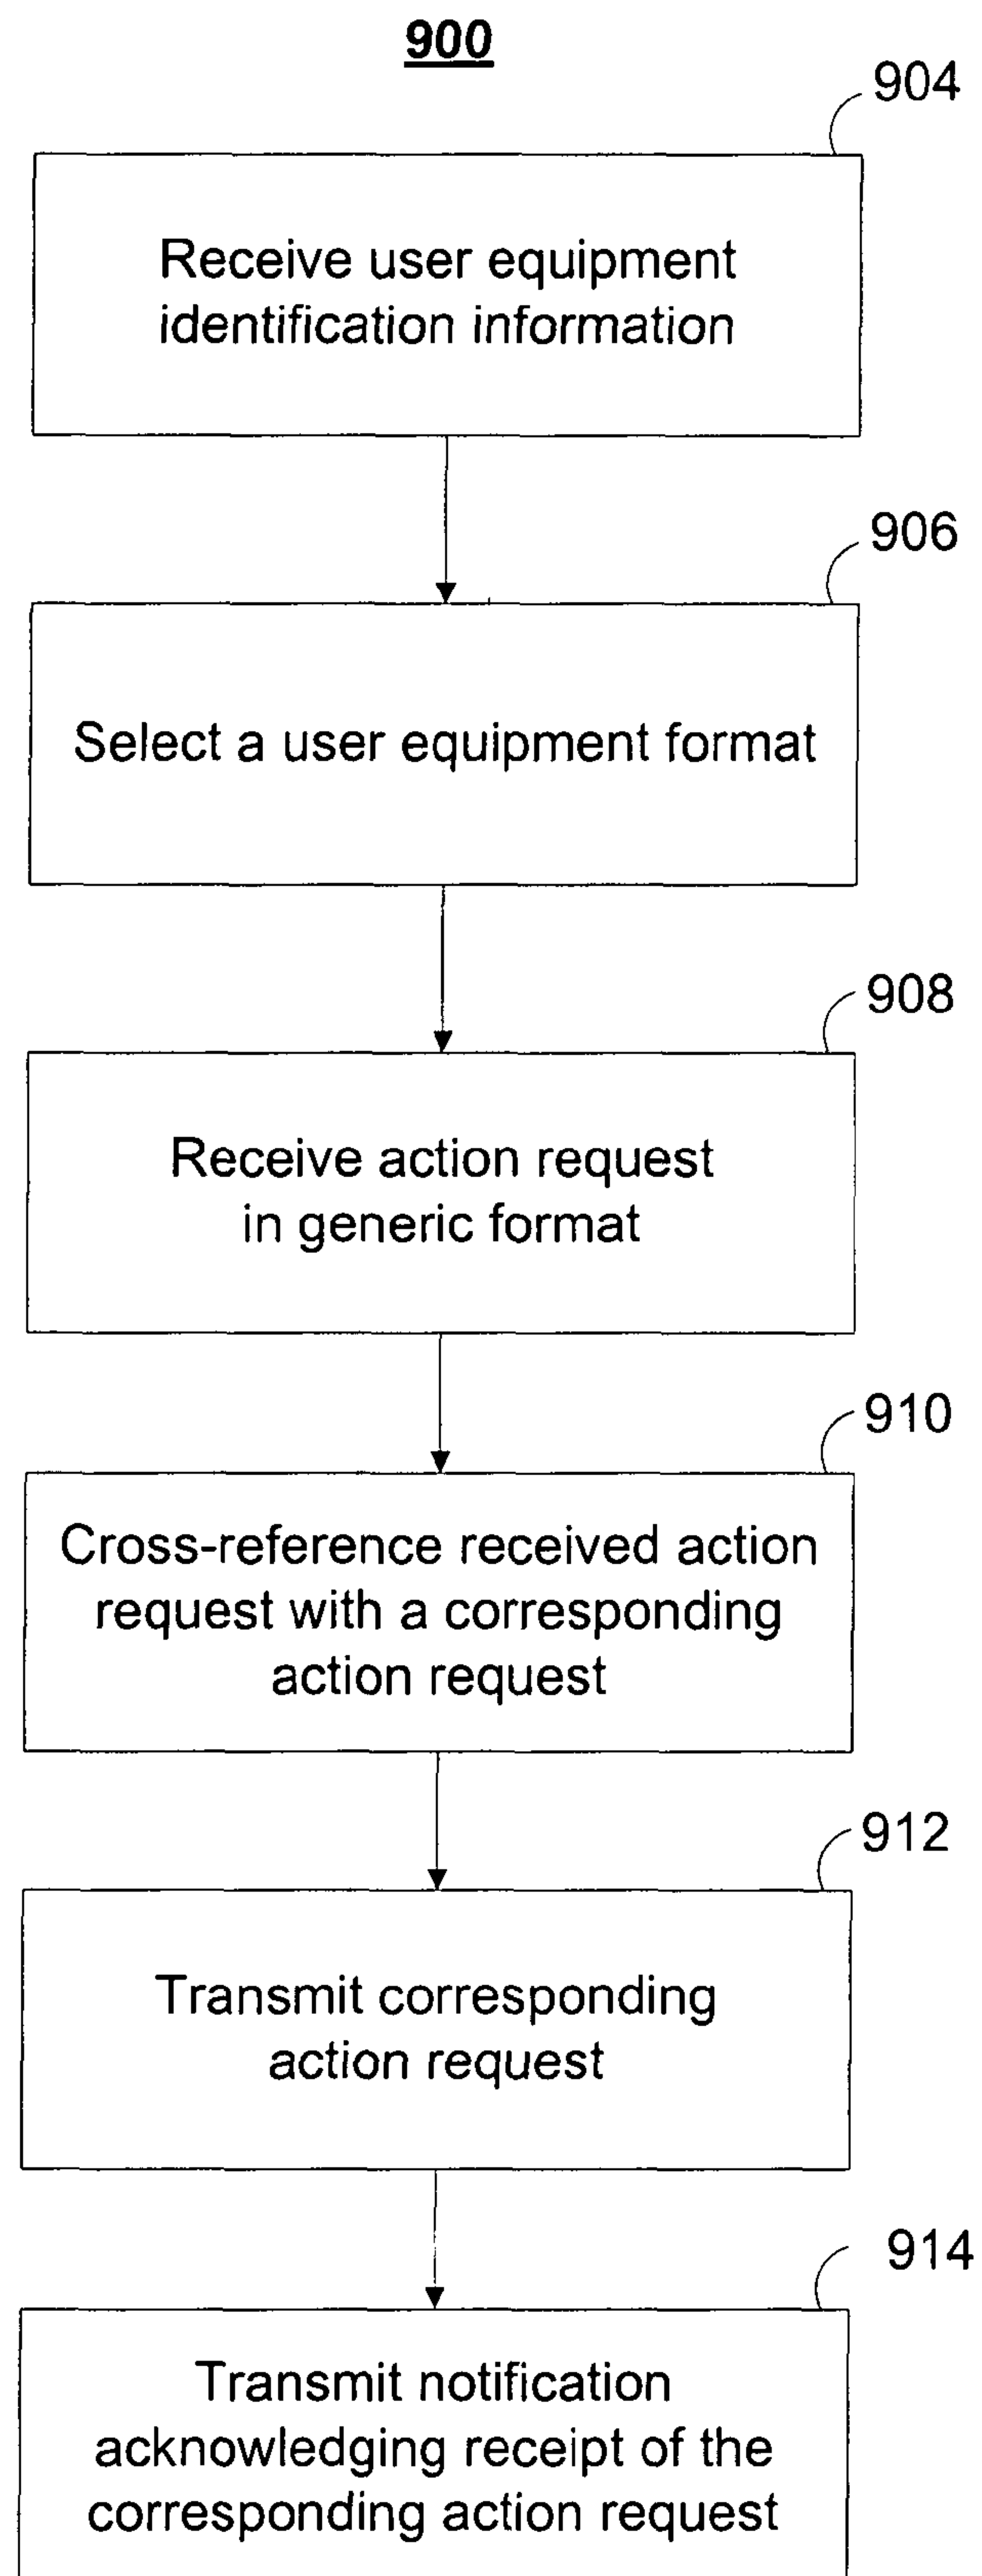 900
904
Receive user equipment
identification information
906
Select a user equipment format
908
Receive action request
in generic format
910
Cross-reference received action
request with a corresponding
action request
912
Transmit corresponding
action request
914
Transmit notification
acknowledging receipt of the
corresponding action request